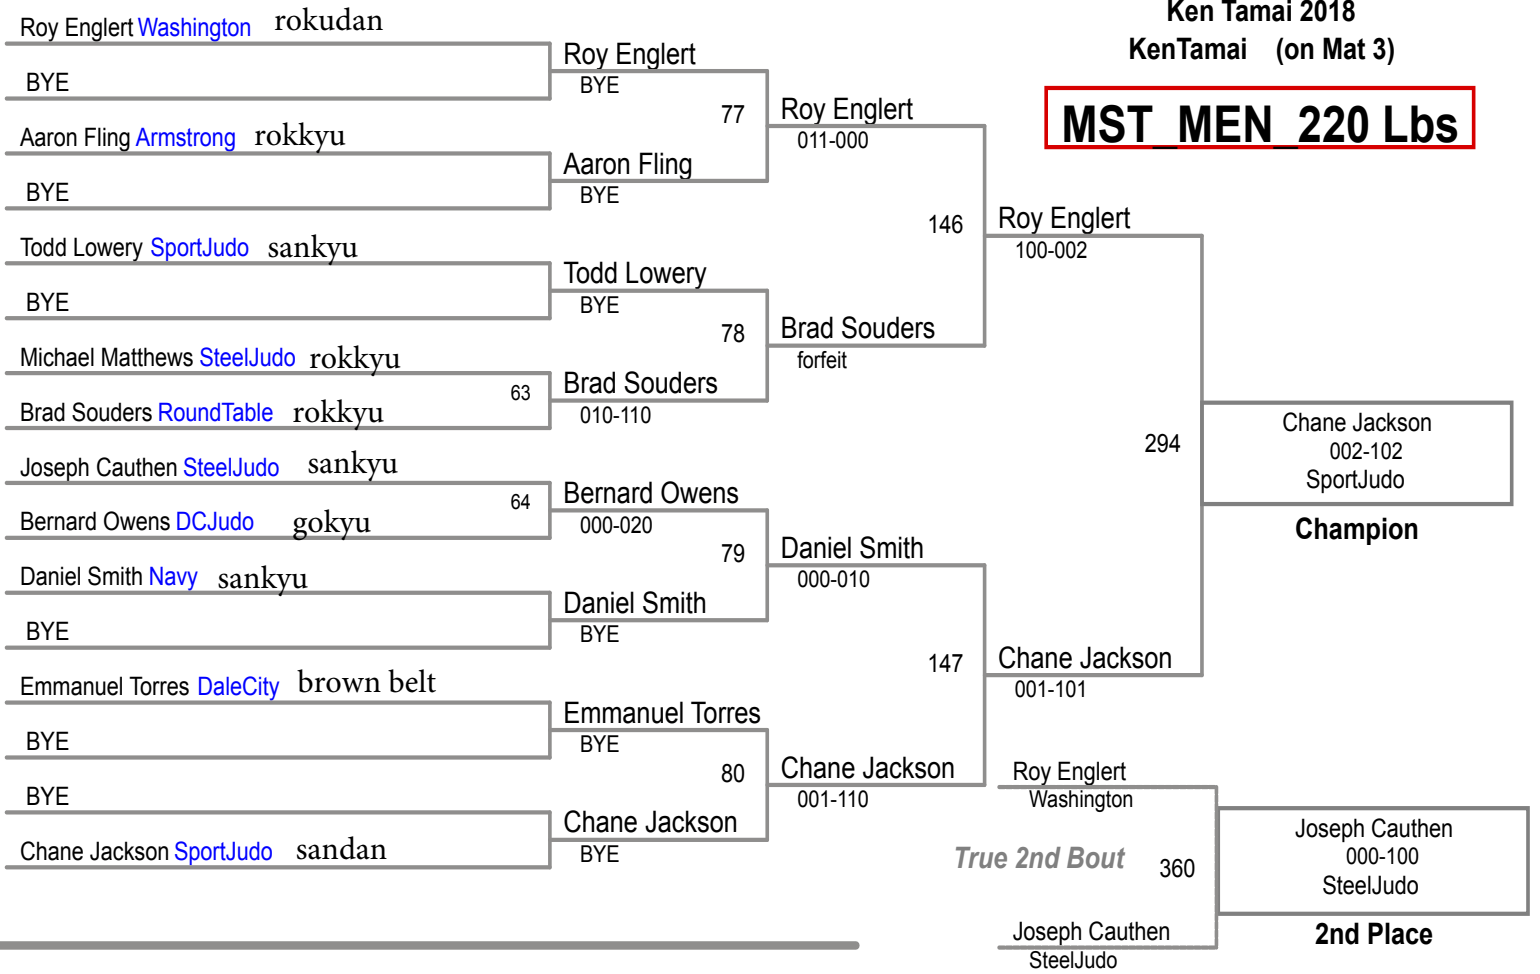 Ken Tamai 2018
KenTamai (on Mat 3)
MST_MEN_220 Lbs
Roy Englert Washington rokudan
BYE
Aaron Fling Armstrong rokkyu
BYE
Todd Lowery SportJudo sankyu
BYE
Michael Matthews SteelJudo rokkyu
Brad Souders RoundTable rokkyu
Joseph Cauthen SteelJudo sankyu
Bernard Owens DCJudo gokyu
Daniel Smith Navy sankyu
BYE
Emmanuel Torres DaleCity brown belt
BYE
BYE
Chane Jackson SportJudo sandan
63
64
Roy Englert
BYE
Aaron Fling
BYE
Todd Lowery
BYE
Brad Souders
010-110
Bernard Owens
000-020
Daniel Smith
BYE
Emmanuel Torres
BYE
Chane Jackson
BYE
77
78
79
80
Roy Englert
011-000
Brad Souders
forfeit
Daniel Smith
000-010
Chane Jackson
001-110
146
147
Roy Englert
100-002
Chane Jackson
001-101
294
Chane Jackson
002-102
SportJudo
Champion
Roy Englert
Washington
True 2nd Bout
360
Joseph Cauthen
SteelJudo
Joseph Cauthen
000-100
SteelJudo
2nd Place